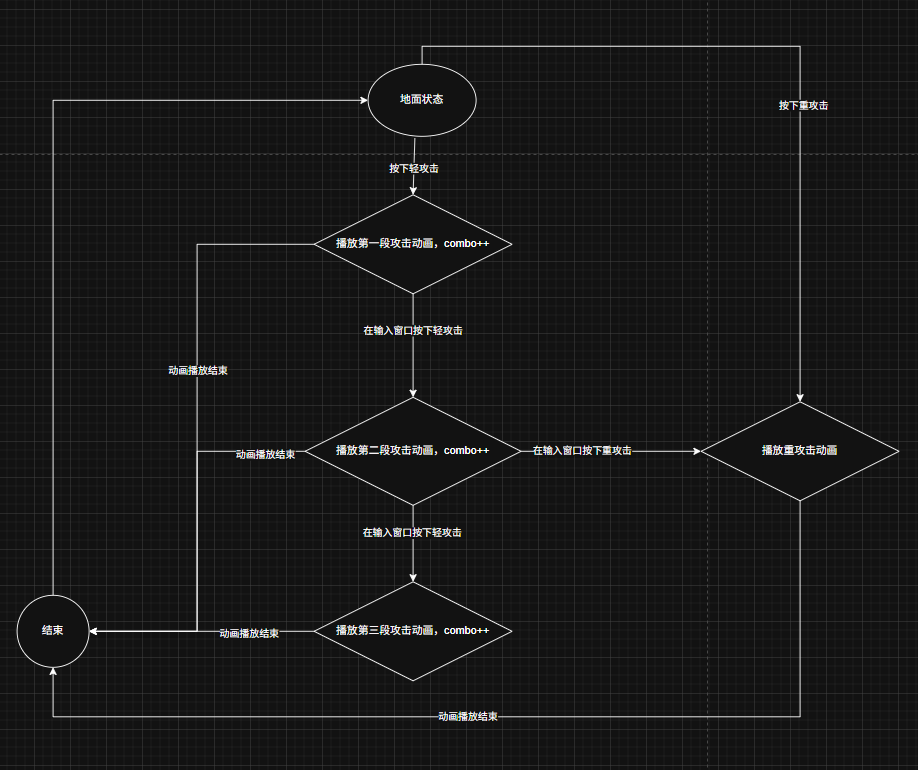 地面状态
按下重攻击
按下轻攻击
播放第一段攻击动画，combo++
在输入窗口按下轻攻击
动画播放结束
播放第二段攻击动画，combo++
在输入窗口按下重攻击
播放重攻击动画
动画播放结束
在输入窗口按下轻攻击
结束
动画播放结束
播放第三段攻击动画，combo++
动画播放结束